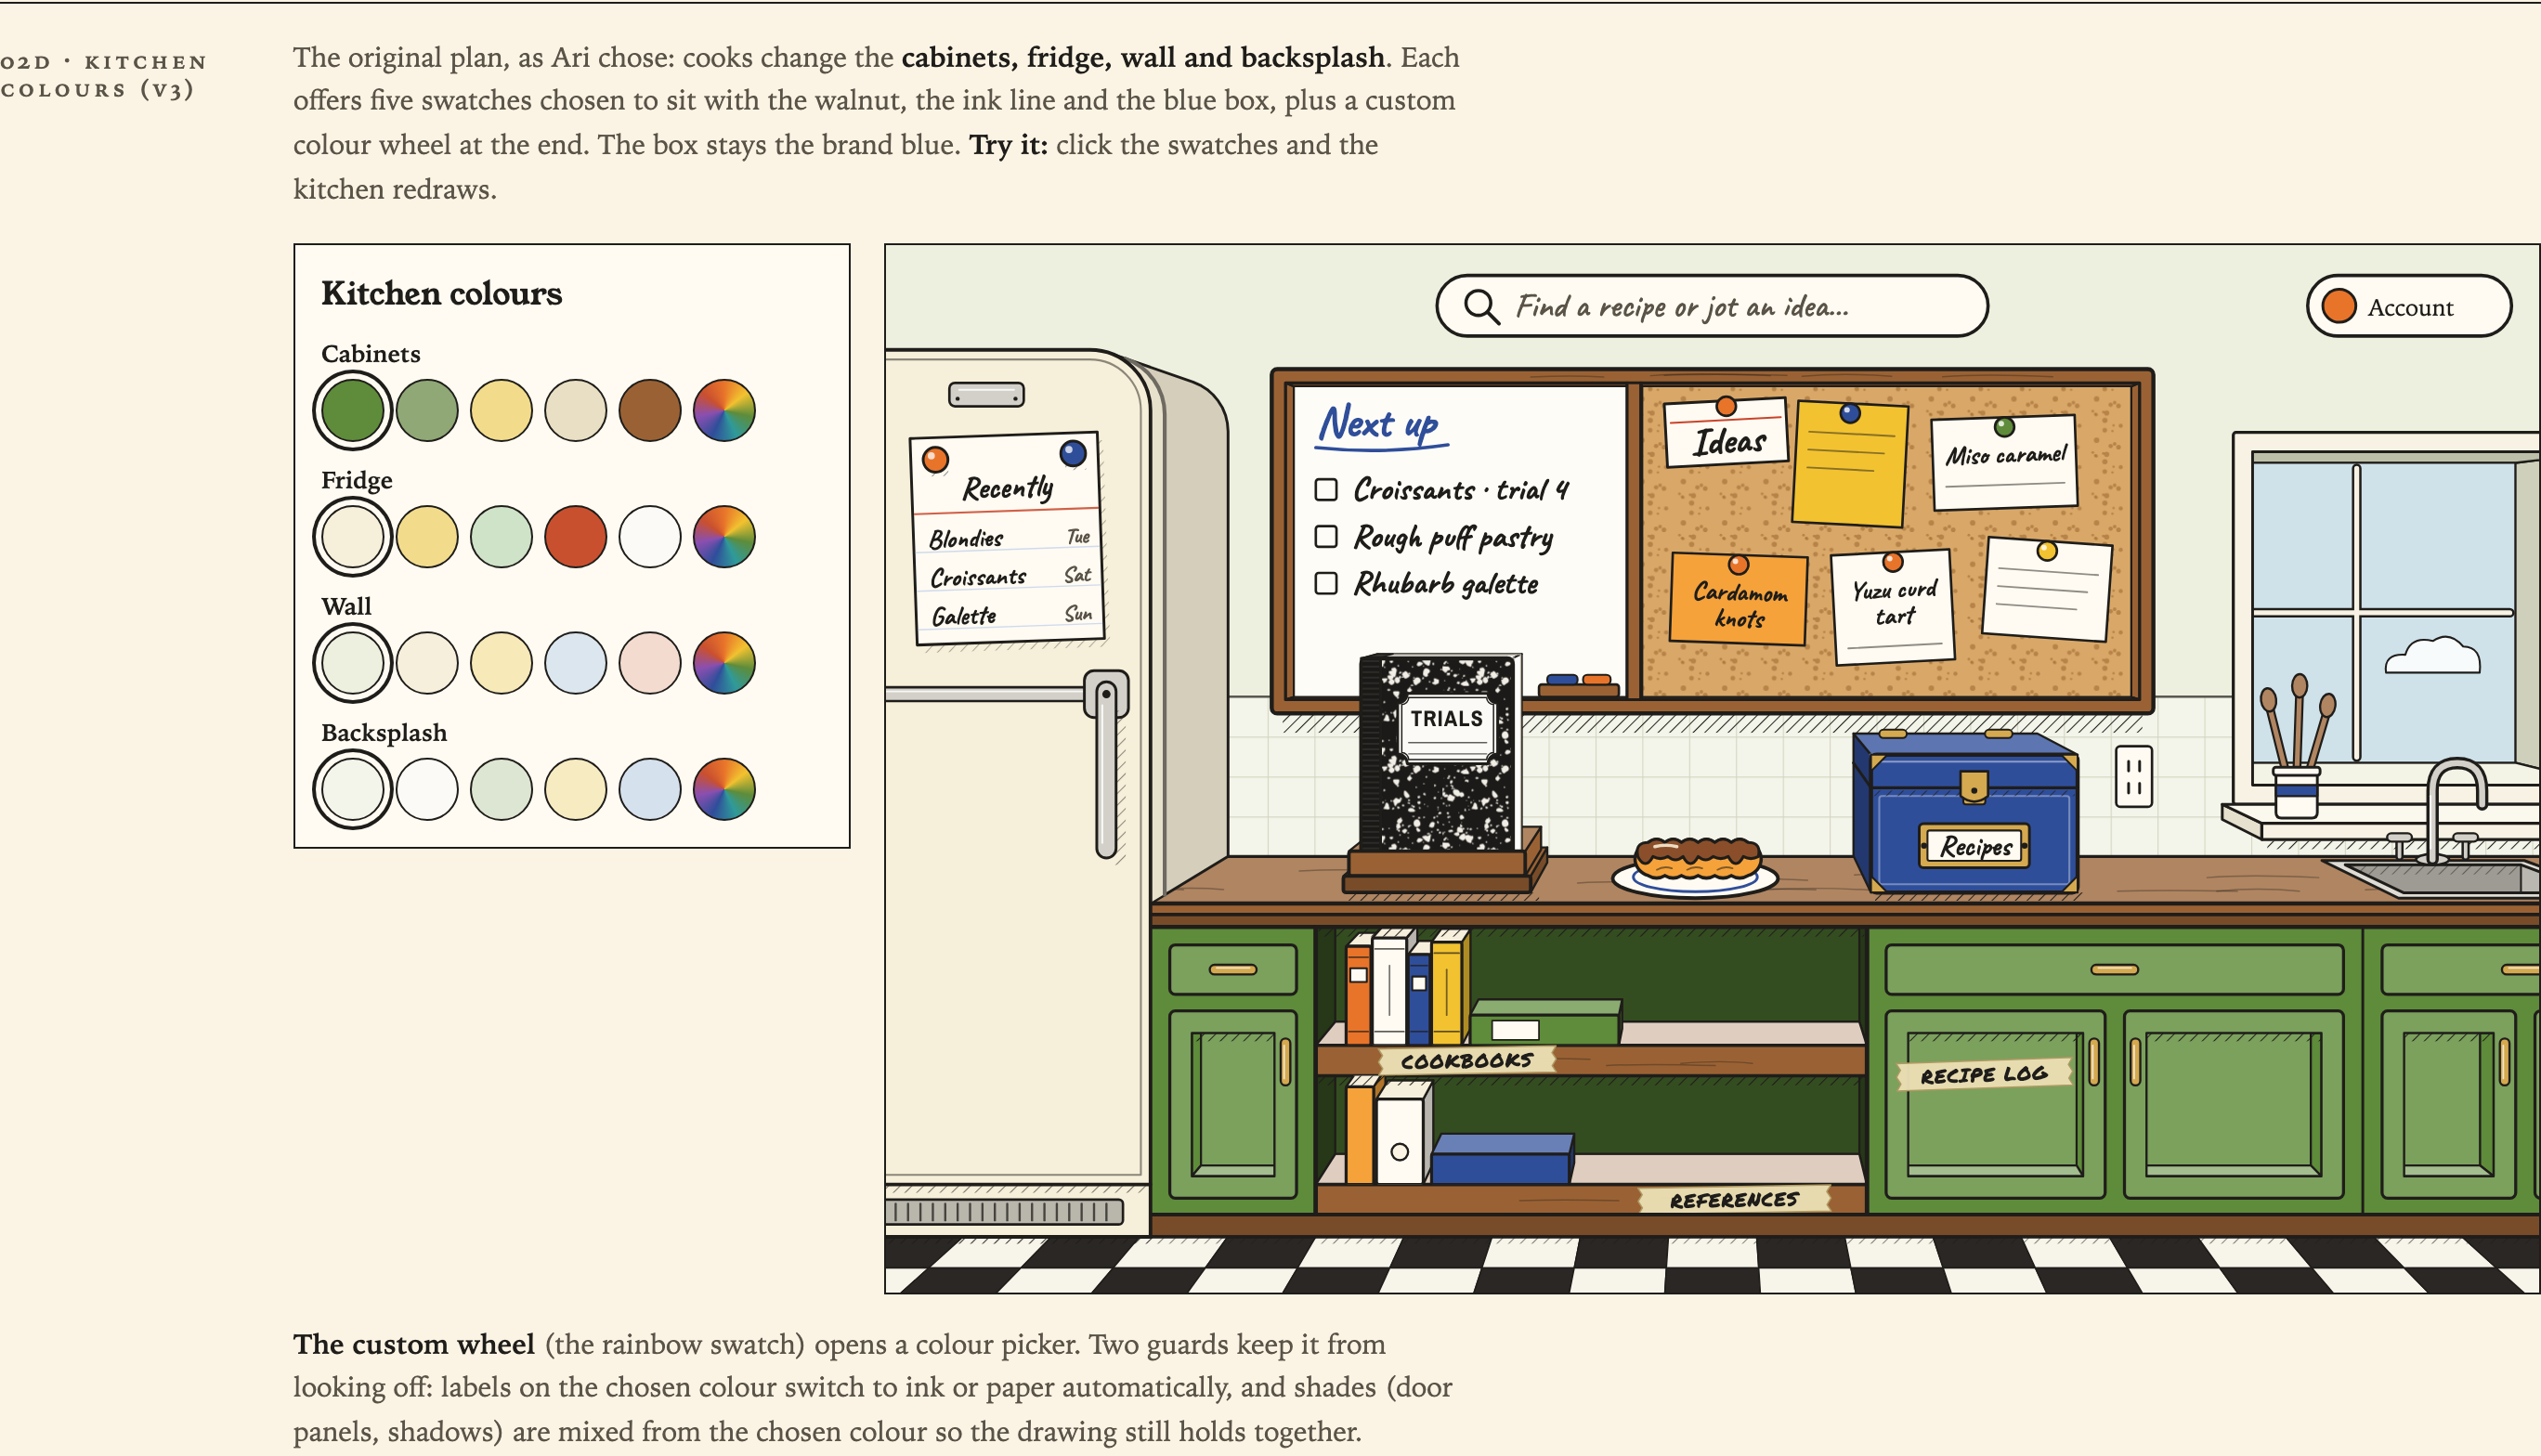 02D · KITCHEN
COLOURS (V3)
The original plan, as Ari chose: cooks change the cabinets, fridge, wall and backsplash. Each
offers five swatches chosen to sit with the walnut, the ink line and the blue box, plus a custom
colour wheel at the end. The box stays the brand blue. Try it: click the swatches and the
kitchen redraws.
Kitchen colours
Cabinets
Fridge
Wall
Backsplash
Find a recipe or jot an idea...
Account
Recently
Blondies Tue
Croissants Sat
Galette Sun
Next up
Croissants · trial 4
Rough puff pastry
Rhubarb galette
Ideas
Miso caramel
Cardamom
knots
Yuzu curd
tart
TRIALS
Recipes
COOKBOOKS
RECIPE LOG
REFERENCES
The custom wheel (the rainbow swatch) opens a colour picker. Two guards keep it from
looking off: labels on the chosen colour switch to ink or paper automatically, and shades (door
panels, shadows) are mixed from the chosen colour so the drawing still holds together.